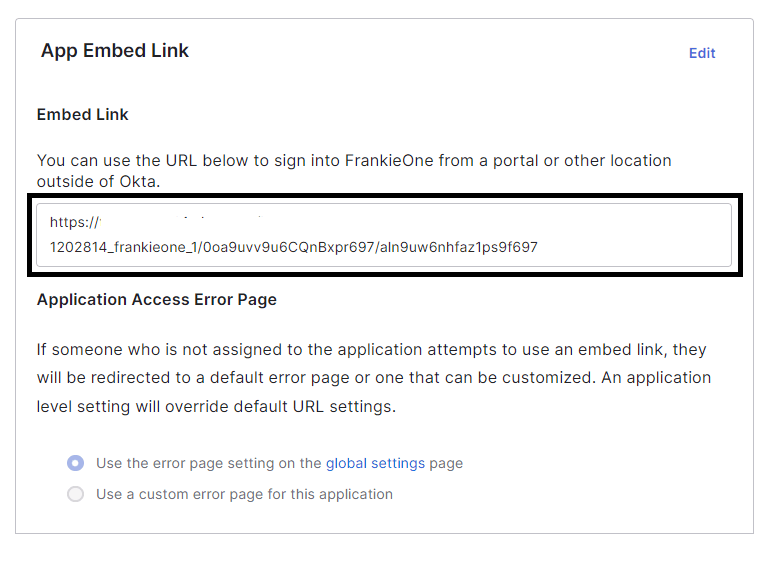 App Embed Link
Edit
Embed Link
You can use the URL below to sign into FrankieOne from a portal or other location
outside of Okta.
https://
1202814_frankieone_1/0oa9uvv9u6CQnBxpr697/aln9uw6nhfaz1ps9f697
Application Access Error Page
If someone who is not assigned to the application attempts to use an embed link, they
will be redirected to a default error page or one that can be customized. An application
level setting will override default URL settings.
Use the error page setting on the global settings page
Use a custom error page for this application